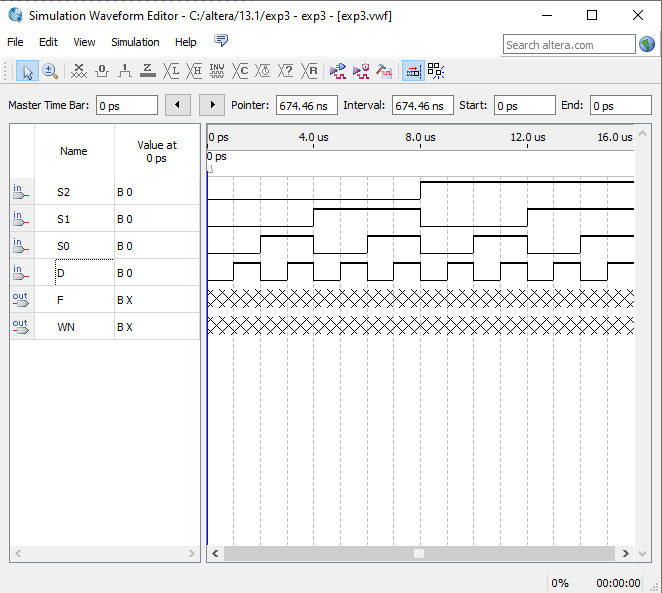 Simulation Waveform Editor - C:/altera/13.1/exp3 - exp3 - [exp3.vwf]
File Edit View Simulation Help
Search altera.com
Master Time Bar: 0 ps Pointer: 674.46 ns Interval: 674.46 ns Start: 0 ps End: 0 ps
Name Value at 0 ps
0 ps 4.0 us 8.0 us 12.0 us 16.0 us
0 ps
in S2 B 0
in S1 B 0
in S0 B 0
in D B 0
out F B X
out WN B X
0% 00:00:00